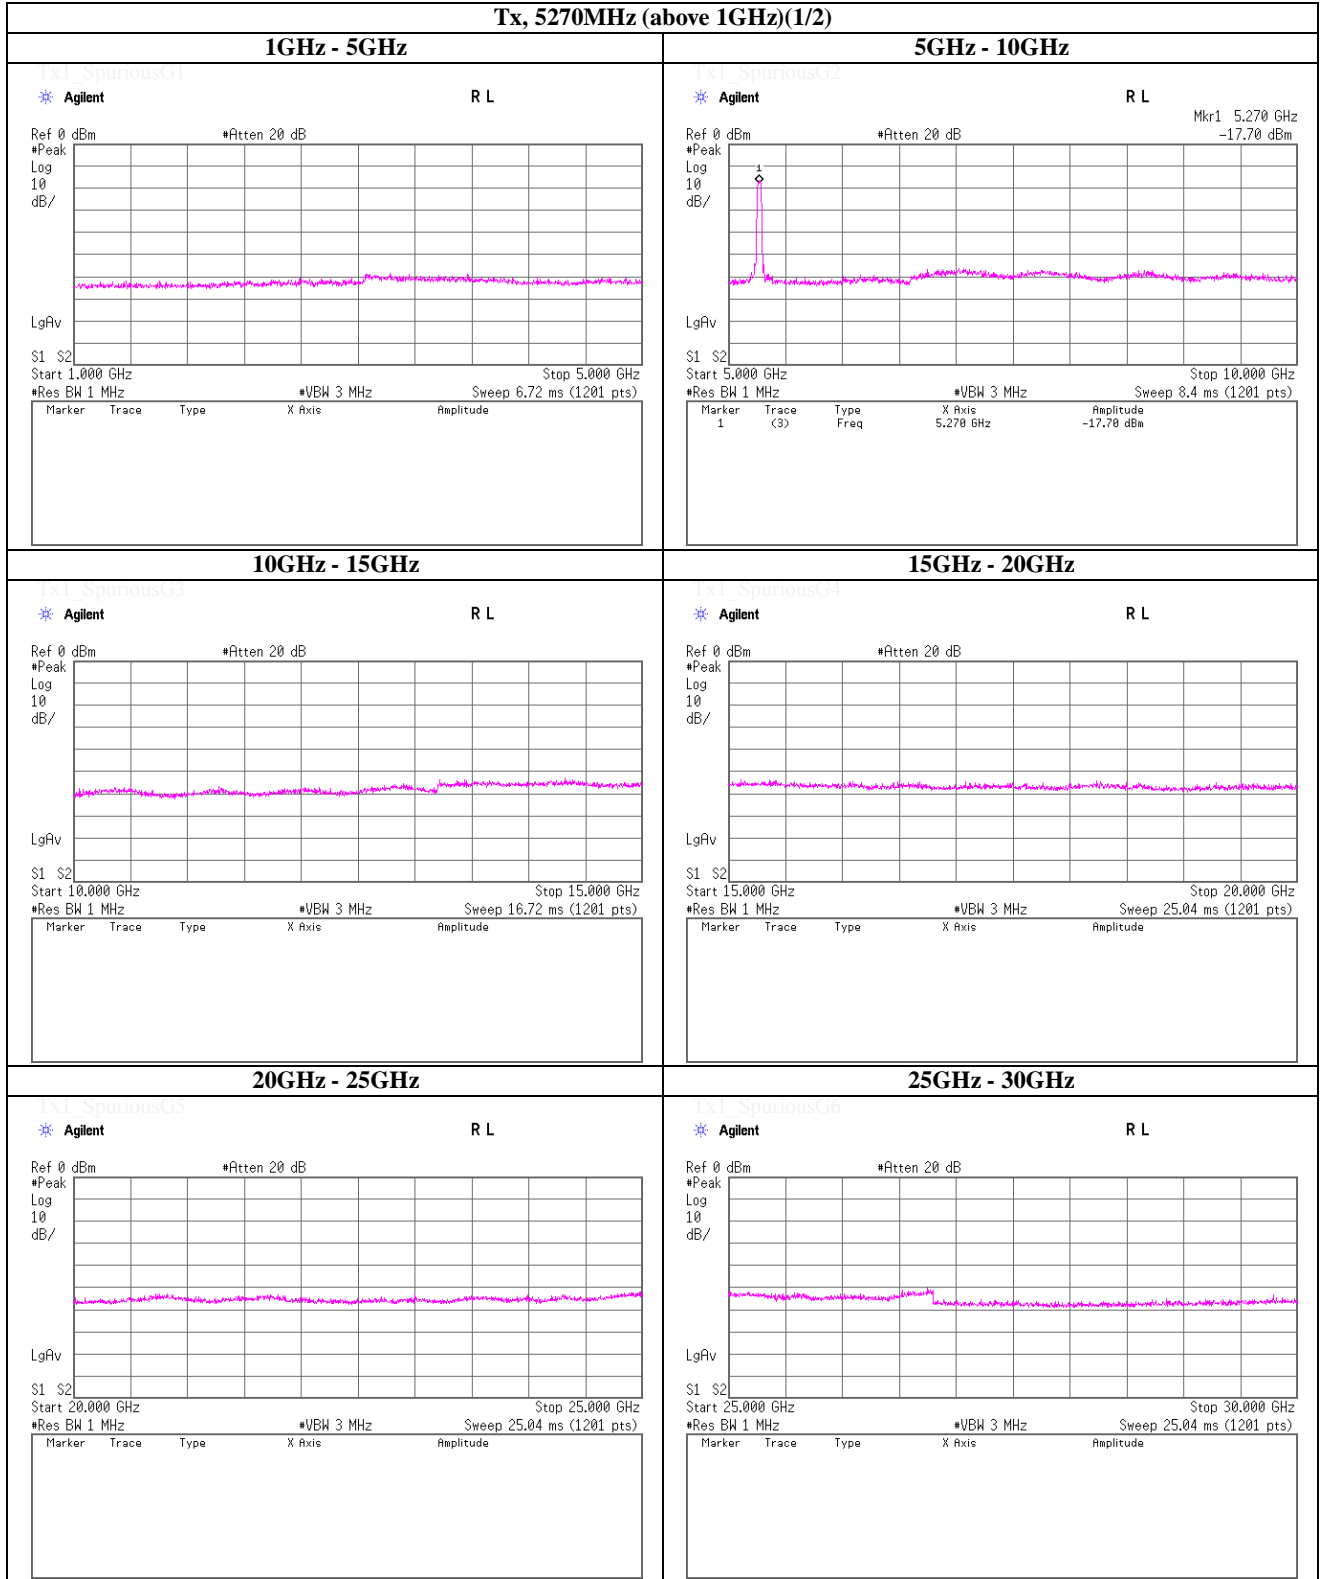 Tx, 5270MHz (above 1GHz)(1/2)
1GHz - 5GHz
Tx1_SpuriousG1
Agilent R L
Ref 0 dBm #Atten 20 dB
#Peak
Log
10
dB/
LgAv
S1 S2
Start 1.000 GHz Stop 5.000 GHz
#Res BW 1 MHz #VBW 3 MHz Sweep 6.72 ms (1201 pts)
Marker Trace Type X Axis Amplitude
5GHz - 10GHz
Tx1_SpuriousG2
Agilent R L
Mkr1 5.270 GHz
Ref 0 dBm #Atten 20 dB -17.70 dBm
#Peak
Log
10
dB/
1
LgAv
S1 S2
Start 5.000 GHz Stop 10.000 GHz
#Res BW 1 MHz #VBW 3 MHz Sweep 8.4 ms (1201 pts)
Marker Trace Type X Axis Amplitude
1 (3) Freq 5.270 GHz -17.70 dBm
10GHz - 15GHz
Tx1_SpuriousG3
Agilent R L
Ref 0 dBm #Atten 20 dB
#Peak
Log
10
dB/
LgAv
S1 S2
Start 10.000 GHz Stop 15.000 GHz
#Res BW 1 MHz #VBW 3 MHz Sweep 16.72 ms (1201 pts)
Marker Trace Type X Axis Amplitude
15GHz - 20GHz
Tx1_SpuriousG4
Agilent R L
Ref 0 dBm #Atten 20 dB
#Peak
Log
10
dB/
LgAv
S1 S2
Start 15.000 GHz Stop 20.000 GHz
#Res BW 1 MHz #VBW 3 MHz Sweep 25.04 ms (1201 pts)
Marker Trace Type X Axis Amplitude
20GHz - 25GHz
Tx1_SpuriousG5
Agilent R L
Ref 0 dBm #Atten 20 dB
#Peak
Log
10
dB/
LgAv
S1 S2
Start 20.000 GHz Stop 25.000 GHz
#Res BW 1 MHz #VBW 3 MHz Sweep 25.04 ms (1201 pts)
Marker Trace Type X Axis Amplitude
25GHz - 30GHz
Tx1_SpuriousG6
Agilent R L
Ref 0 dBm #Atten 20 dB
#Peak
Log
10
dB/
LgAv
S1 S2
Start 25.000 GHz Stop 30.000 GHz
#Res BW 1 MHz #VBW 3 MHz Sweep 25.04 ms (1201 pts)
Marker Trace Type X Axis Amplitude